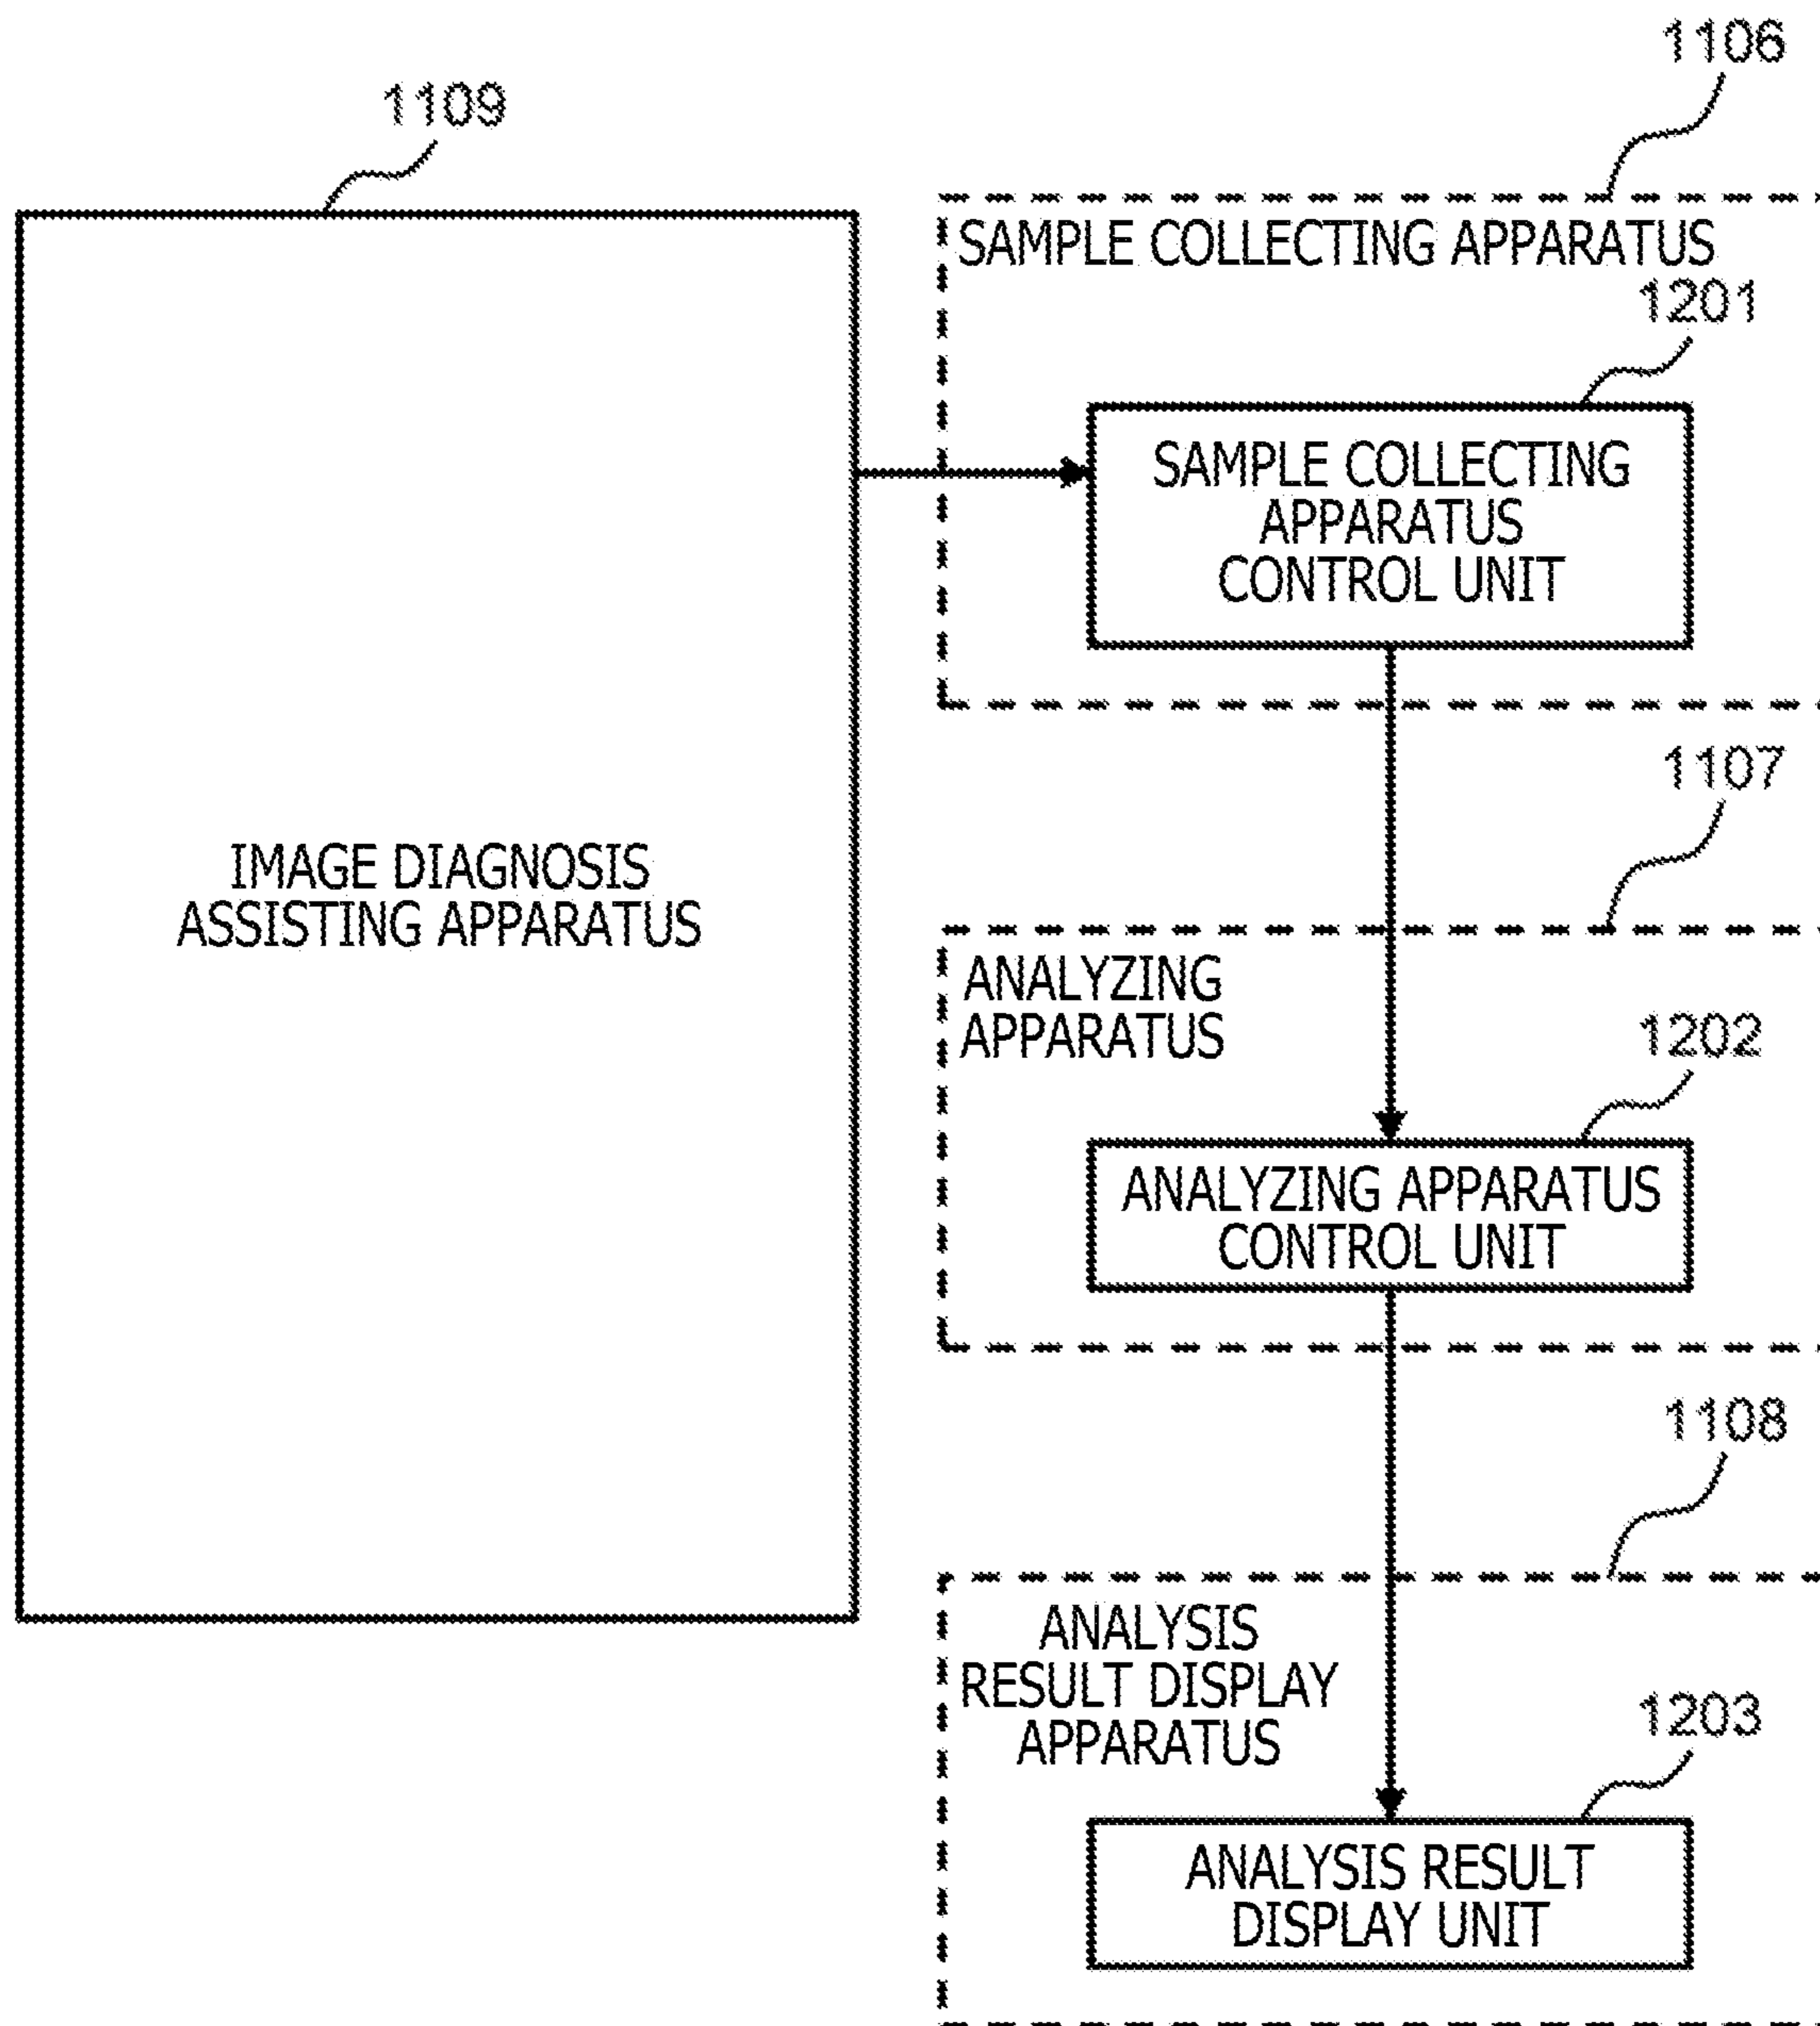 1106
1109
SAMPLE COLLECTING APPARATUS
1201
SAMPLE COLLECTING
APPARATUS
CONTROL UNIT
1107
IMAGE DIAGNOSIS
ASSISTING APPARATUS
ANALYZING
APPARATUS
1202
ANALYZING APPARATUS
CONTROL UNIT
1108
ANALYSIS
RESULT DISPLAY
APPARATUS
1203
ANALYSIS RESULT
DISPLAY UNIT